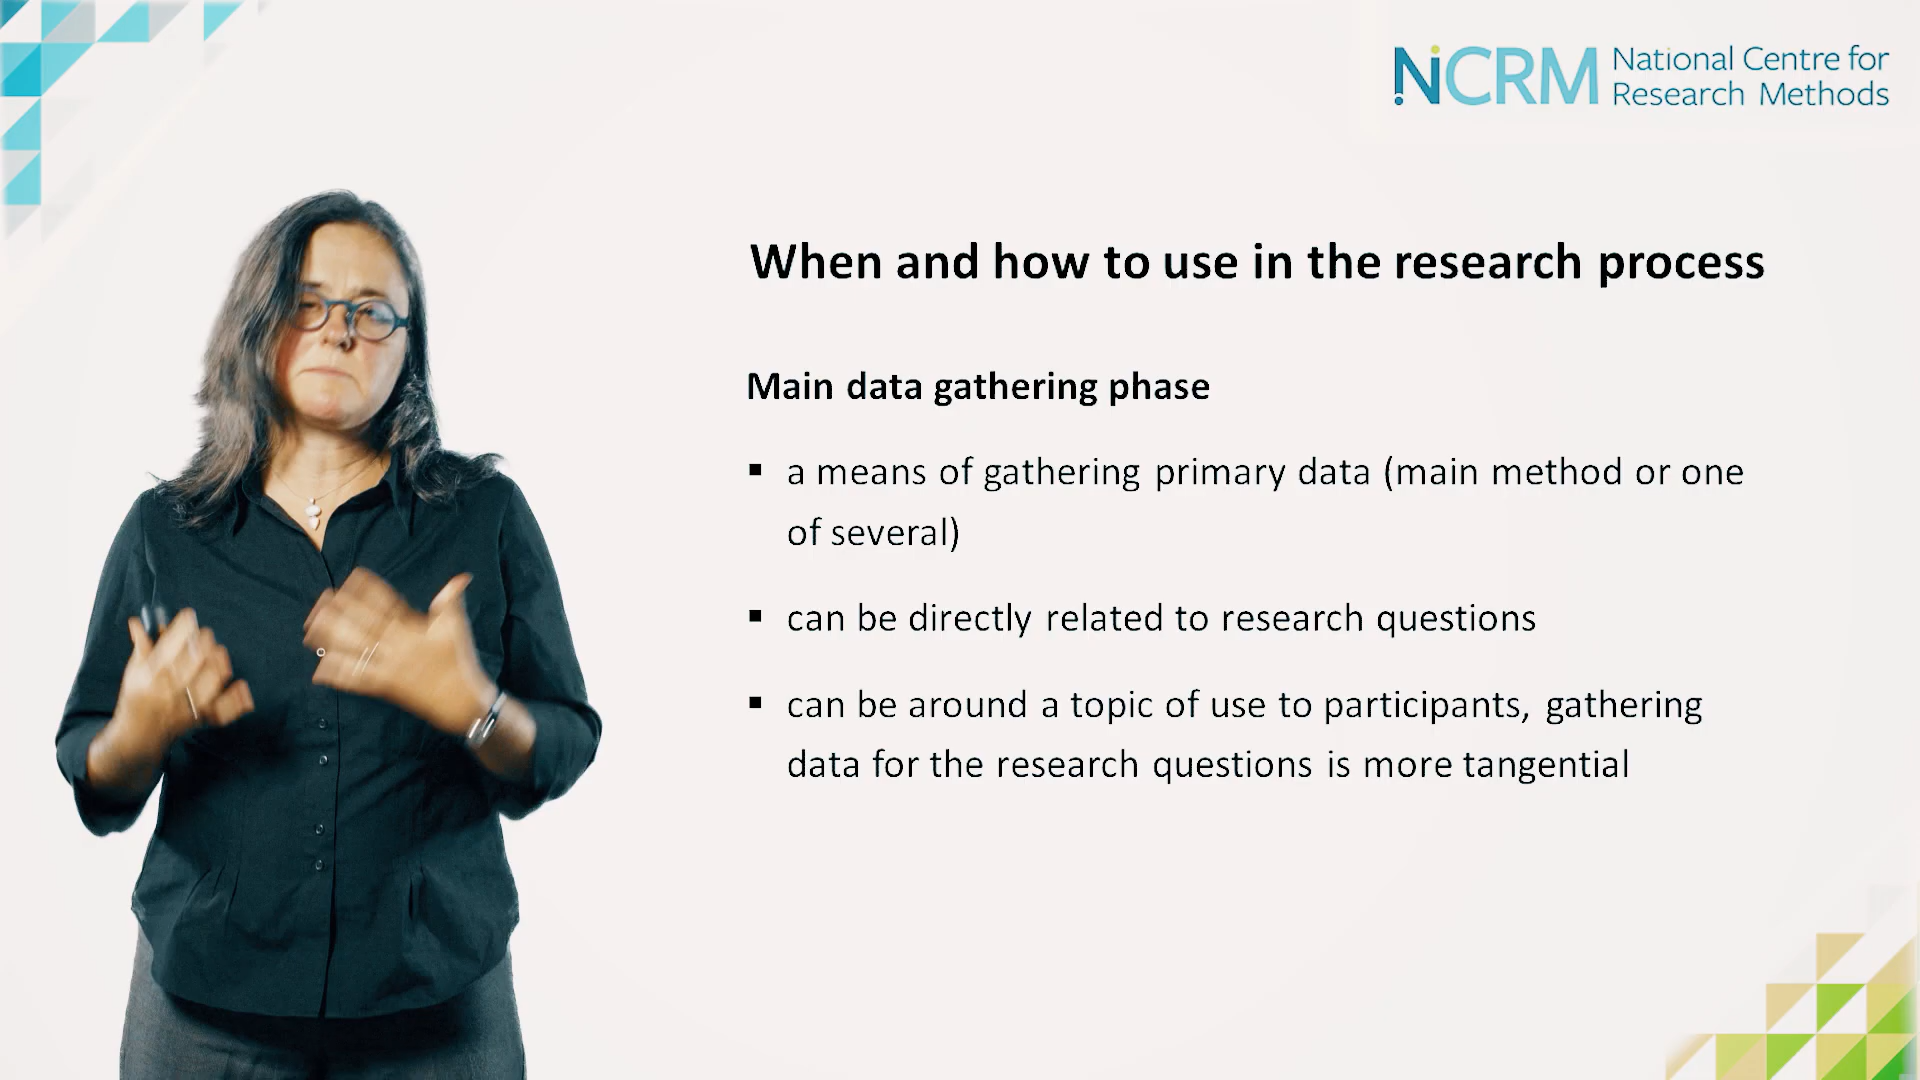 NCRM National Centre for
Research Methods
When and how to use in the research process
Main data gathering phase
▪ a means of gathering primary data (main method or one
of several)
▪ can be directly related to research questions
▪ can be around a topic of use to participants, gathering
data for the research questions is more tangential